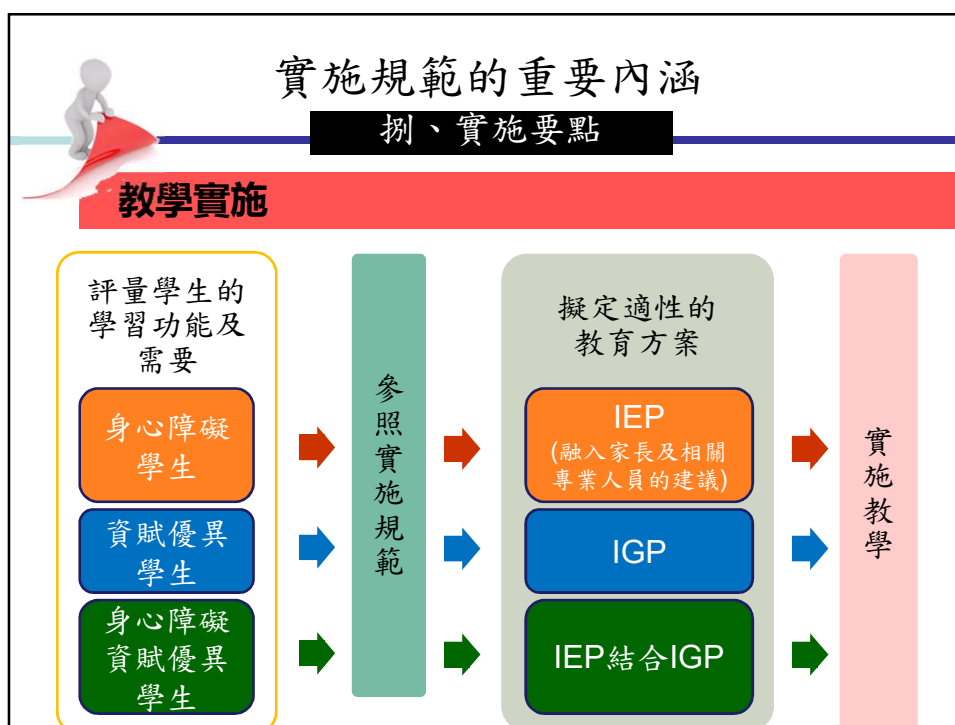 實施規範的重要內涵
捌、實施要點
教學實施
評量學生的
學習功能及
需要
身心障礙
學生
資賦優異
學生
身心障礙
資賦優異
學生
參照實施規範
擬定適性的
教育方案
IEP
(融入家長及相關
專業人員的建議)
IGP
IEP結合IGP
實施教學